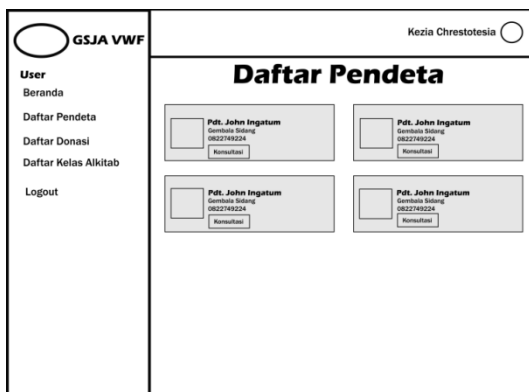 GSJA VWF
Kezia Chrestotesia
User
Beranda
Daftar Pendeta
Daftar Donasi
Daftar Kelas Alkitab
Logout
Daftar Pendeta
Pdt. John Ingatum
Gembala Sidang
0822749224
Konsultasi
Pdt. John Ingatum
Gembala Sidang
0822749224
Konsultasi
Pdt. John Ingatum
Gembala Sidang
0822749224
Konsultasi
Pdt. John Ingatum
Gembala Sidang
0822749224
Konsultasi